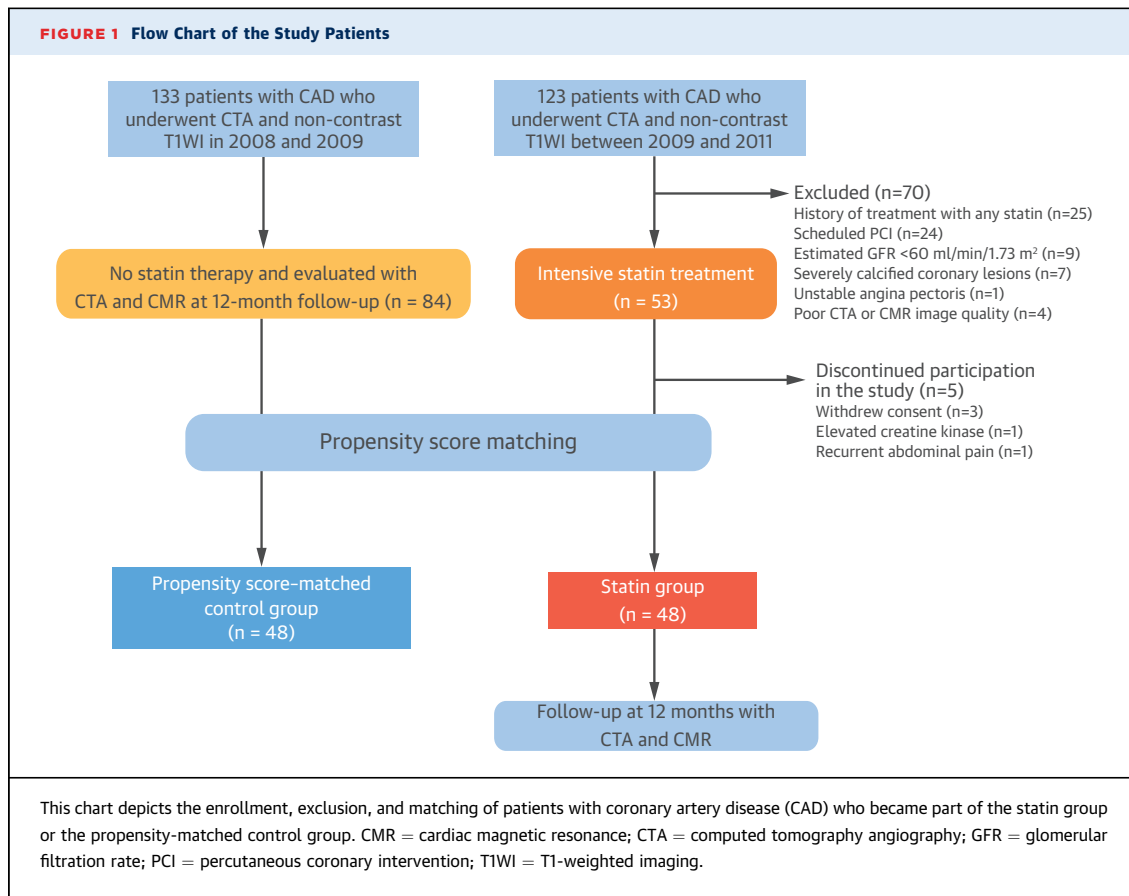 FIGURE 1 Flow Chart of the Study Patients
133 patients with CAD who
underwent CTA and non-contrast
T1WI in 2008 and 2009
123 patients with CAD who
underwent CTA and non-contrast
T1WI between 2009 and 2011
Excluded (n=70)
History of treatment with any statin (n=25)
Scheduled PCI (n=24)
Estimated GFR <60 ml/min/1.73 m² (n=9)
Severely calcified coronary lesions (n=7)
Unstable angina pectoris (n=1)
Poor CTA or CMR image quality (n=4)
No statin therapy and evaluated with
CTA and CMR at 12-month follow-up (n = 84)
Intensive statin treatment
(n = 53)
Discontinued participation
in the study (n=5)
Withdrew consent (n=3)
Elevated creatine kinase (n=1)
Recurrent abdominal pain (n=1)
Propensity score matching
Propensity score-matched
control group
(n = 48)
Statin group
(n = 48)
Follow-up at 12 months with
CTA and CMR
This chart depicts the enrollment, exclusion, and matching of patients with coronary artery disease (CAD) who became part of the statin group
or the propensity-matched control group. CMR = cardiac magnetic resonance; CTA = computed tomography angiography; GFR = glomerular
filtration rate; PCI = percutaneous coronary intervention; T1WI = T1-weighted imaging.